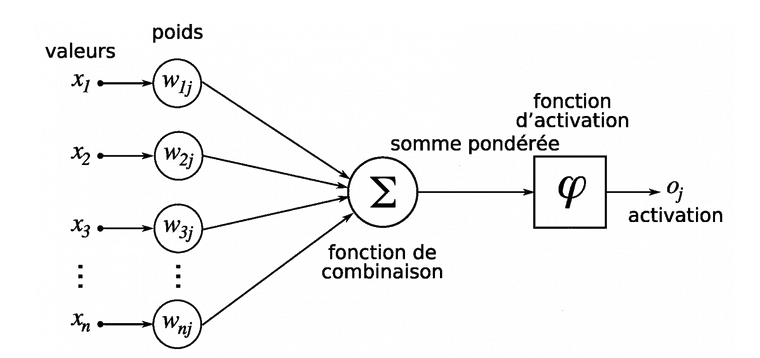 poids
valeurs
x1
w1j
x2
w2j
x3
w3j
xn
wnj
Σ
fonction de
combinaison
somme pondérée
fonction
d'activation
φ
oj
activation